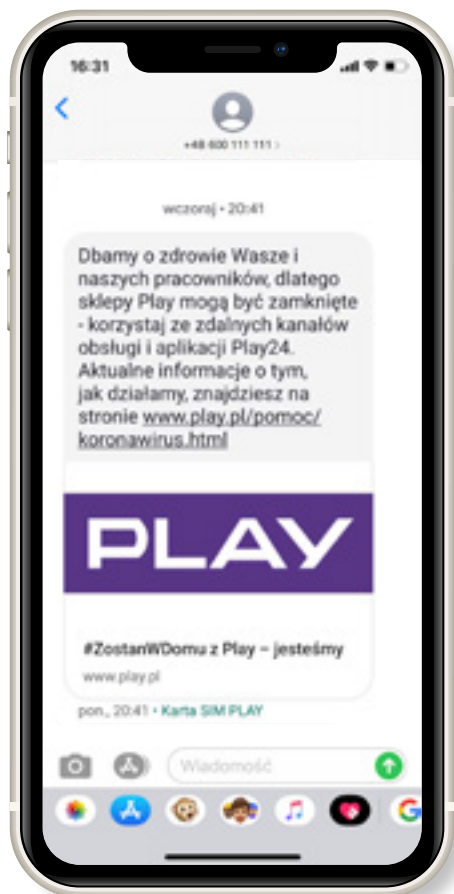 16:31
+48 600 111 111 >
wczoraj • 20:41
Dbamy o zdrowie Wasze i
naszych pracowników, dlatego
sklepy Play mogą być zamknięte
- korzystaj ze zdalnych kanałów
obsługi i aplikacji Play24.
Aktualne informacje o tym,
jak działamy, znajdziesz na
stronie www.play.pl/pomoc/
koronawirus.html
PLAY
#ZostanWDomu z Play – jesteśmy
www.play.pl
pon., 20:41 • Karta SIM PLAY
Wiadomość
G